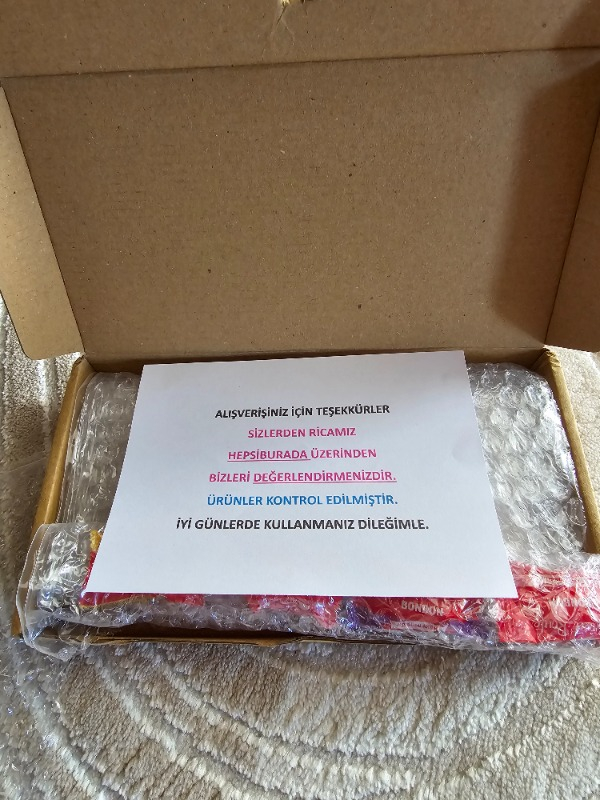 ALIŞVERİŞİNİZ İÇİN TEŞEKKÜRLER
SİZLERDEN RİCAMIZ
HEPSİBURADA ÜZERİNDEN
BİZLERİ DEĞERLENDİRMENİZDİR.
ÜRÜNLER KONTROL EDİLMİŞTİR.
İYİ GÜNLERDE KULLANMANIZ DİLEĞİMLE.
BONBON